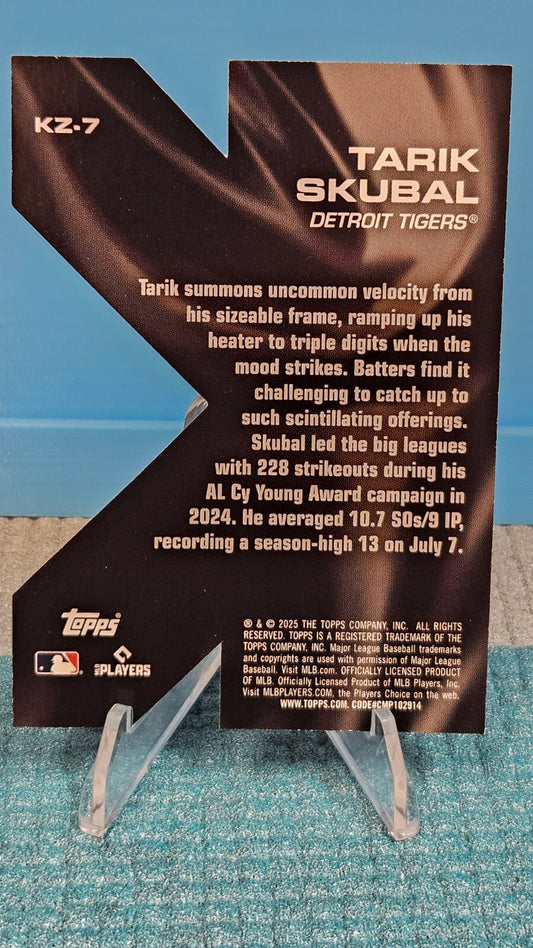 KZ-7
TARIK
SKUBAL
DETROIT TIGERS®
Tarik summons uncommon velocity from
his sizeable frame, ramping up his
heater to triple digits when the
mood strikes. Batters find it
challenging to catch up to
such scintillating offerings.
Skubal led the big leagues
with 228 strikeouts during his
AL Cy Young Award campaign in
2024. He averaged 10.7 SOs/9 IP,
recording a season-high 13 on July 7.
Topps®
MLB PLAYERS
® & © 2025 THE TOPPS COMPANY, INC. ALL RIGHTS
RESERVED. TOPPS IS A REGISTERED TRADEMARK OF THE
TOPPS COMPANY, INC. Major League Baseball trademarks
and copyrights are used with permission of Major League
Baseball. Visit MLB.com. OFFICIALLY LICENSED PRODUCT
OF MLB. Officially Licensed Product of MLB Players, Inc.
Visit MLBPLAYERS.COM, the Players Choice on the web.
WWW.TOPPS.COM. CODE#CMP102914